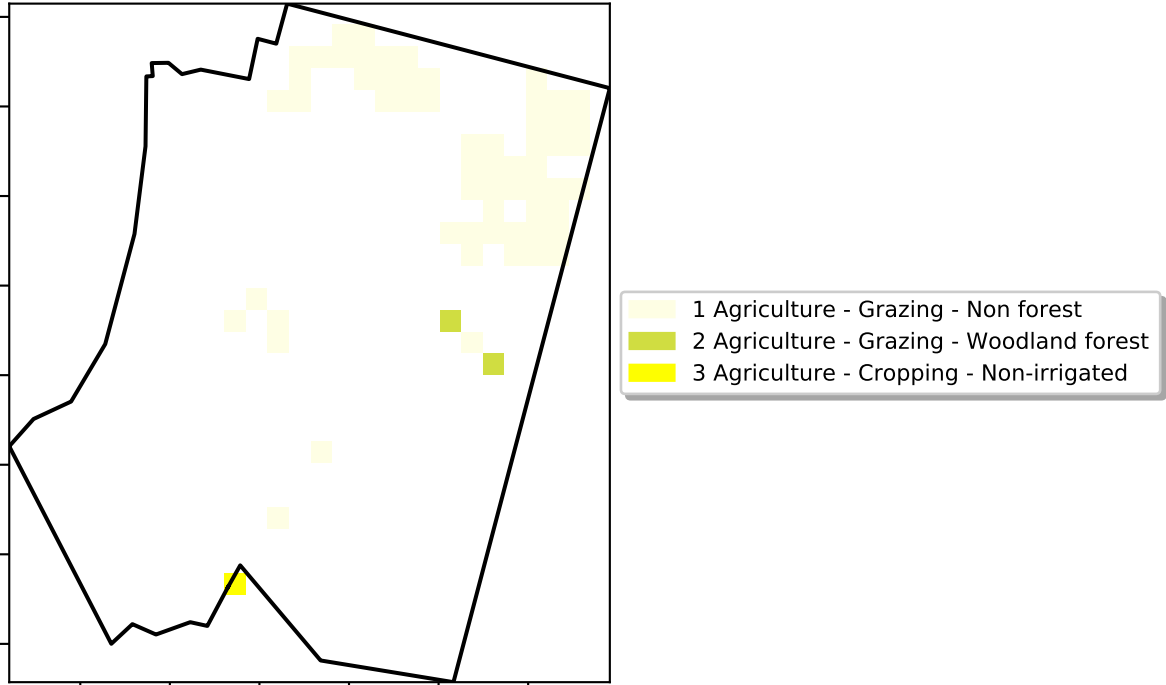 1 Agriculture - Grazing - Non forest
2 Agriculture - Grazing - Woodland forest
3 Agriculture - Cropping - Non-irrigated